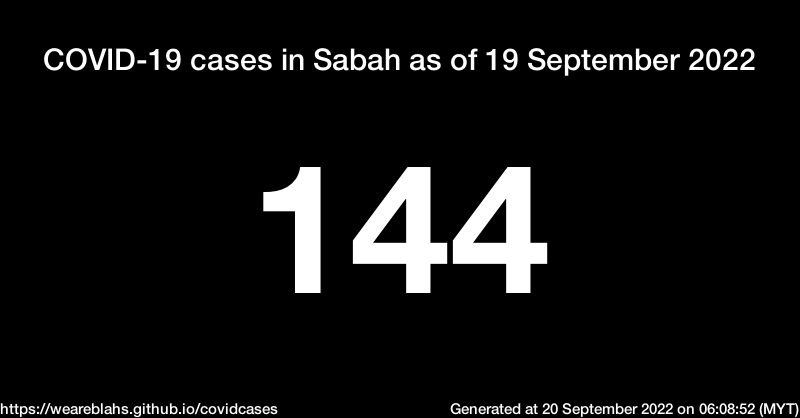 COVID-19 cases in Sabah as of 19 September 2022
144
https://weareblahs.github.io/covidcases
Generated at 20 September 2022 on 06:08:52 (MYT)